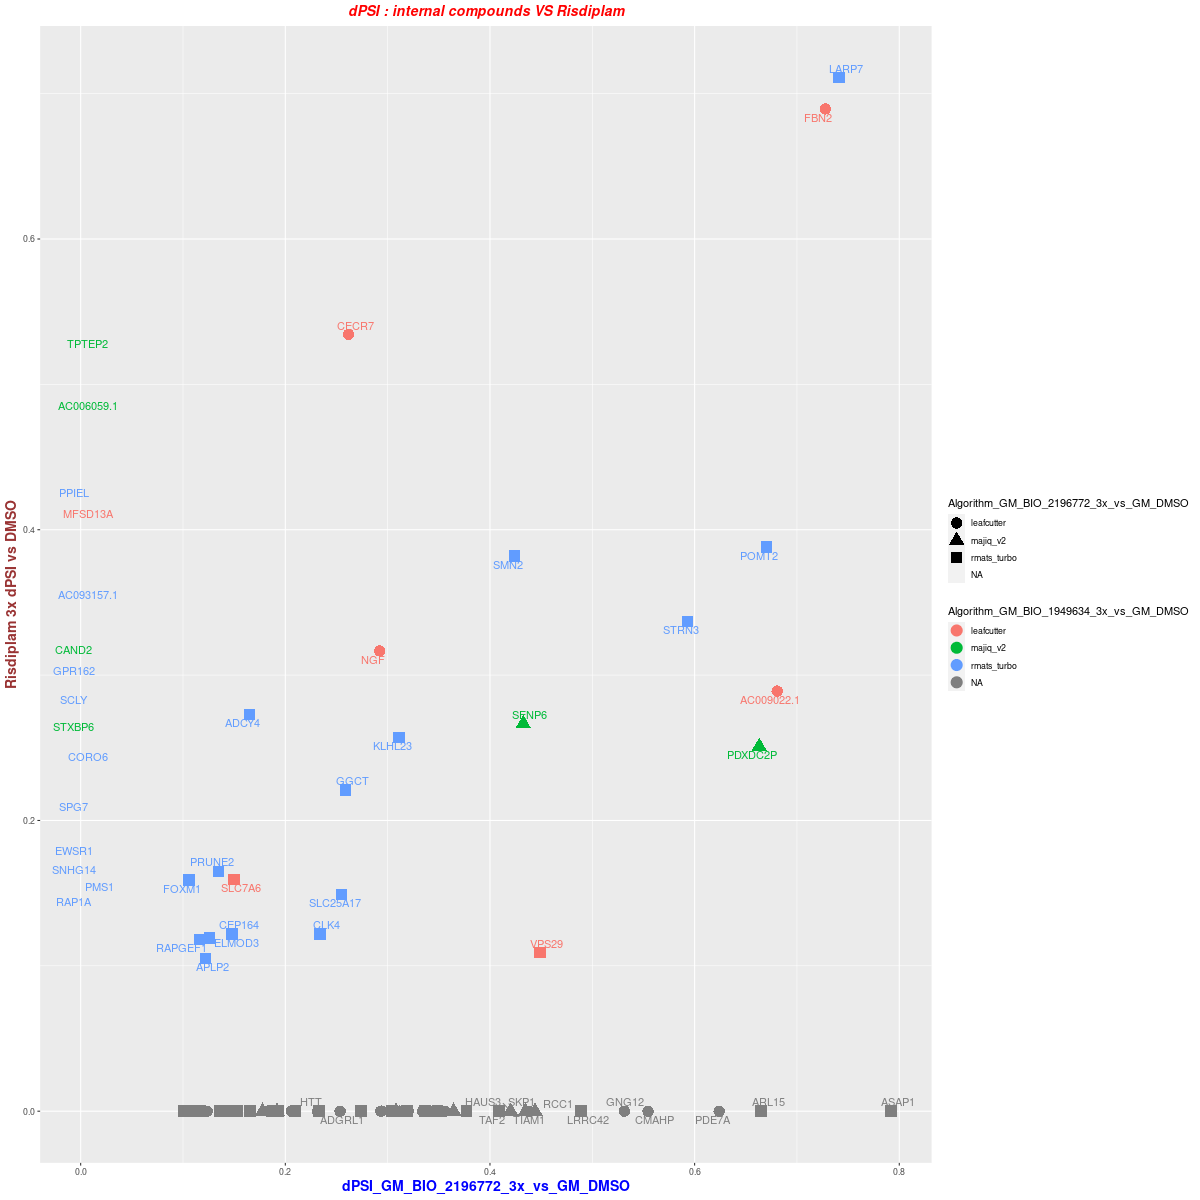 dPSI : internal compounds VS Risdiplam
LARP7
FBN2
0.6
CECR7
TPTEP2
AC006059.1
PPIEL
MFSD13A
0.4
POMT2
SMN2
AC093157.1
STRN3
CAND2
NGF
GPR162
SCLY
AC009022.1
SENP6
ADCY4
STXBP6
KLHL23
PDXDC2P
CORO6
GGCT
SPG7
0.2
EWSR1
PRUNE2
SNHG14
PMS1
FOXM1
SLC7A6
RAP1A
SLC25A17
CEP164
CLK4
ELMOD3
VPS29
RAPGEF1
APLP2
HTT
HAUS3
SKP1
RCC1
GNG12
ARL15
ASAP1
0.0
ADGRL1
TAF2
TIAM1
LRRC42
CMAHP
PDE7A
0.0
0.2
0.4
0.6
0.8
dPSI_GM_BIO_2196772_3x_vs_GM_DMSO
Risdiplam 3x dPSI vs DMSO
Algorithm_GM_BIO_2196772_3x_vs_GM_DMSO
leafcutter
majiq_v2
rmats_turbo
NA
Algorithm_GM_BIO_1949634_3x_vs_GM_DMSO
leafcutter
majiq_v2
rmats_turbo
NA